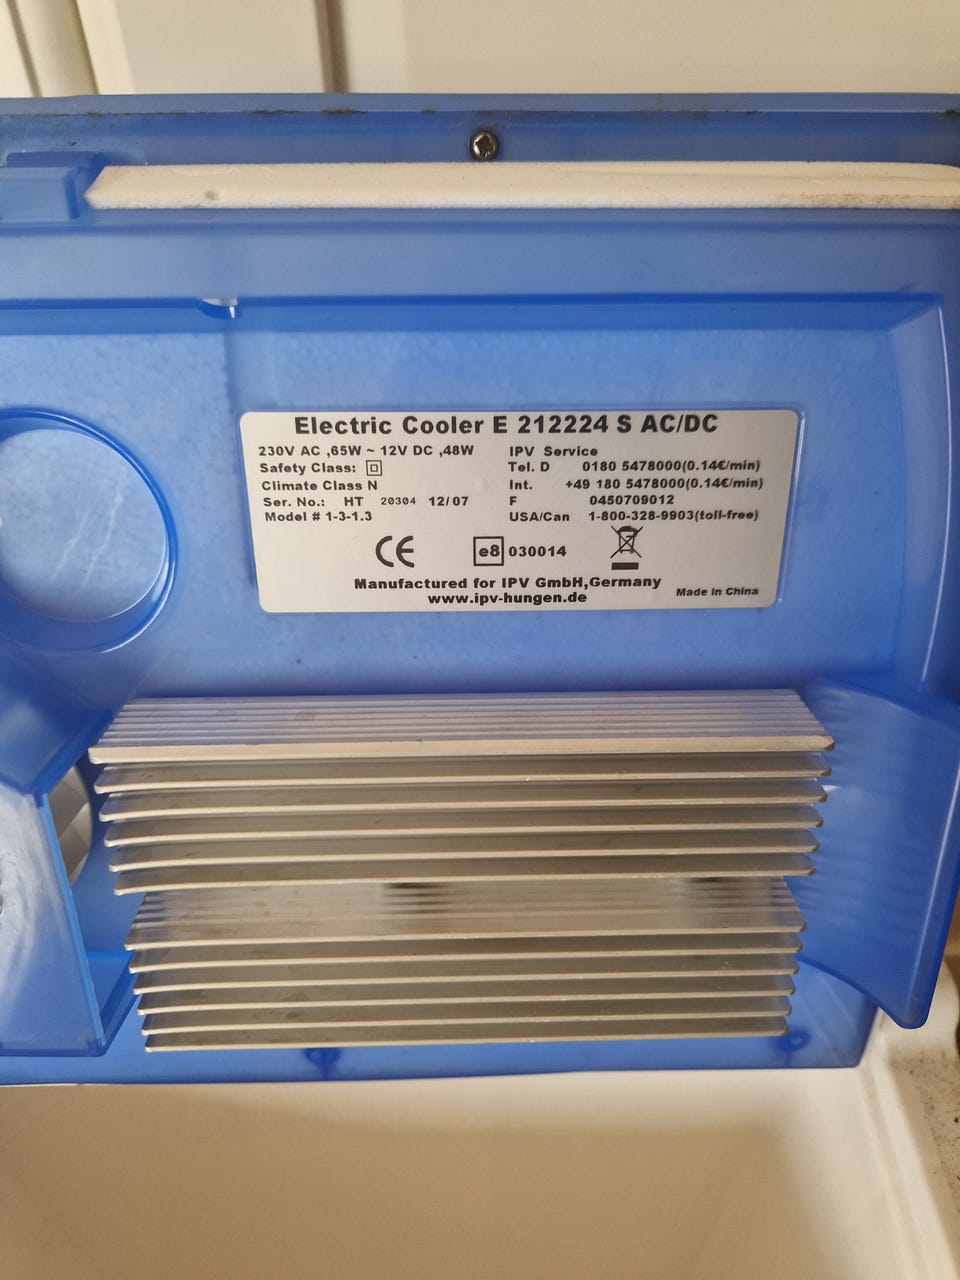 Electric Cooler E 212224 S AC/DC
230V AC ,65W ~ 12V DC ,48W
Safety Class:
Climate Class N
Ser. No.: HT 20304 12/07
Model # 1-3-1.3
IPV Service
Tel. D 0180 5478000(0.14€/min)
Int. +49 180 5478000(0.14€/min)
F 0450709012
USA/Can 1-800-328-9903(toll-free)
CE e8 030014
Manufactured for IPV GmbH,Germany
www.ipv-hungen.de
Made in China